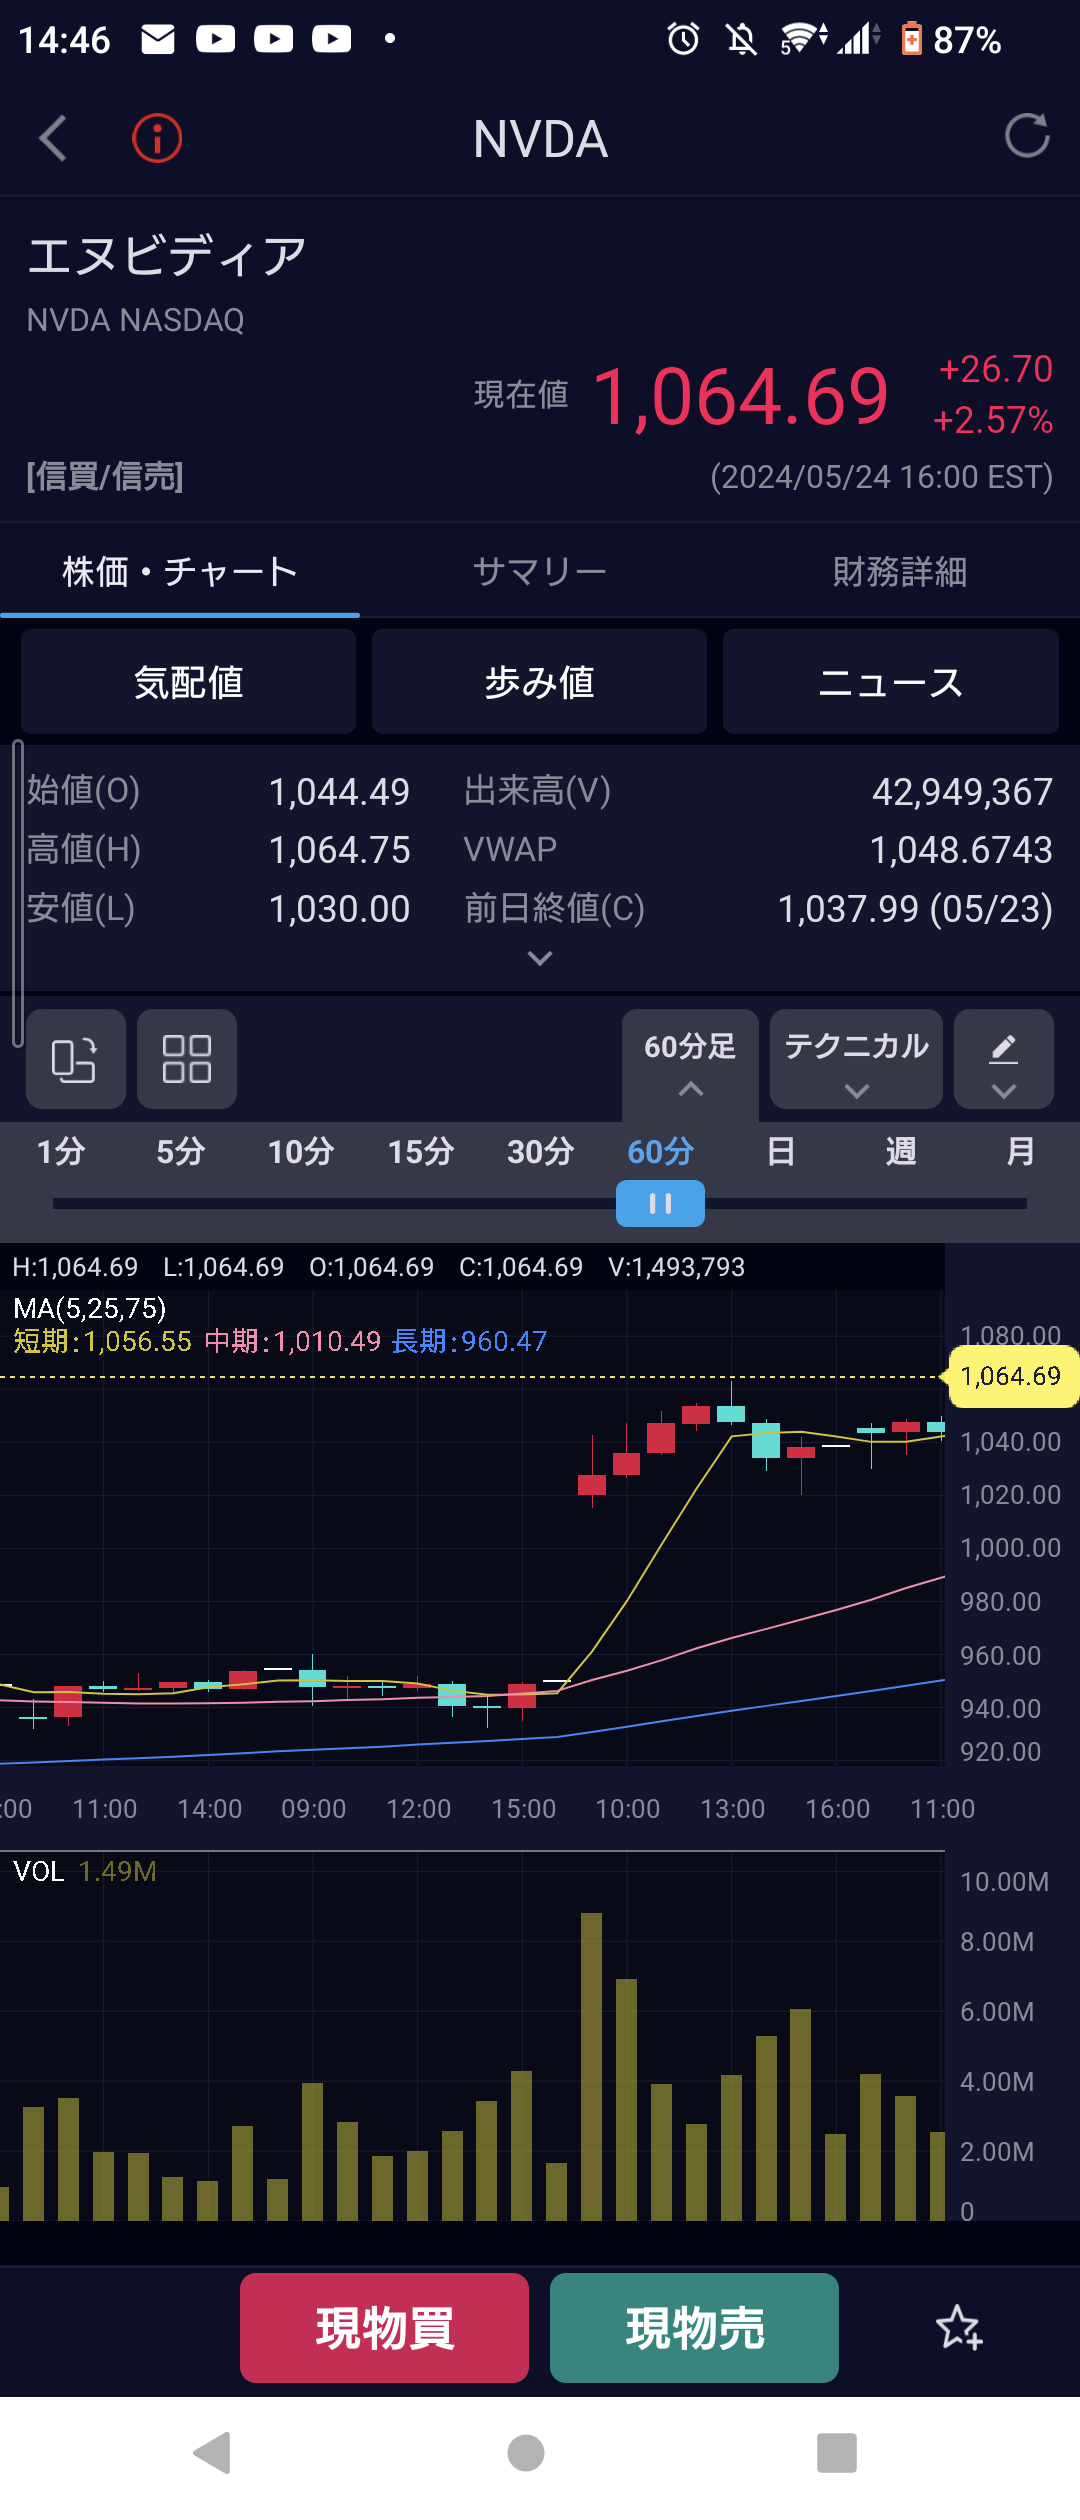 14:46 87%
NVDA
エヌビディア
NVDA NASDAQ
現在値 1,064.69 +26.70
+2.57%
[信買/信売] (2024/05/24 16:00 EST)
株価・チャート サマリー 財務詳細
気配値 歩み値 ニュース
始値(O) 1,044.49 出来高(V) 42,949,367
高値(H) 1,064.75 VWAP 1,048.6743
安値(L) 1,030.00 前日終値(C) 1,037.99 (05/23)
60分足 テクニカル
1分 5分 10分 15分 30分 60分 日 週 月
H:1,064.69 L:1,064.69 O:1,064.69 C:1,064.69 V:1,493,793
MA(5,25,75)
短期:1,056.55 中期:1,010.49 長期:960.47
1,080.00
1,064.69
1,040.00
1,020.00
1,000.00
980.00
960.00
940.00
920.00
:00 11:00 14:00 09:00 12:00 15:00 10:00 13:00 16:00 11:00
VOL 1.49M
10.00M
8.00M
6.00M
4.00M
2.00M
0
現物買 現物売